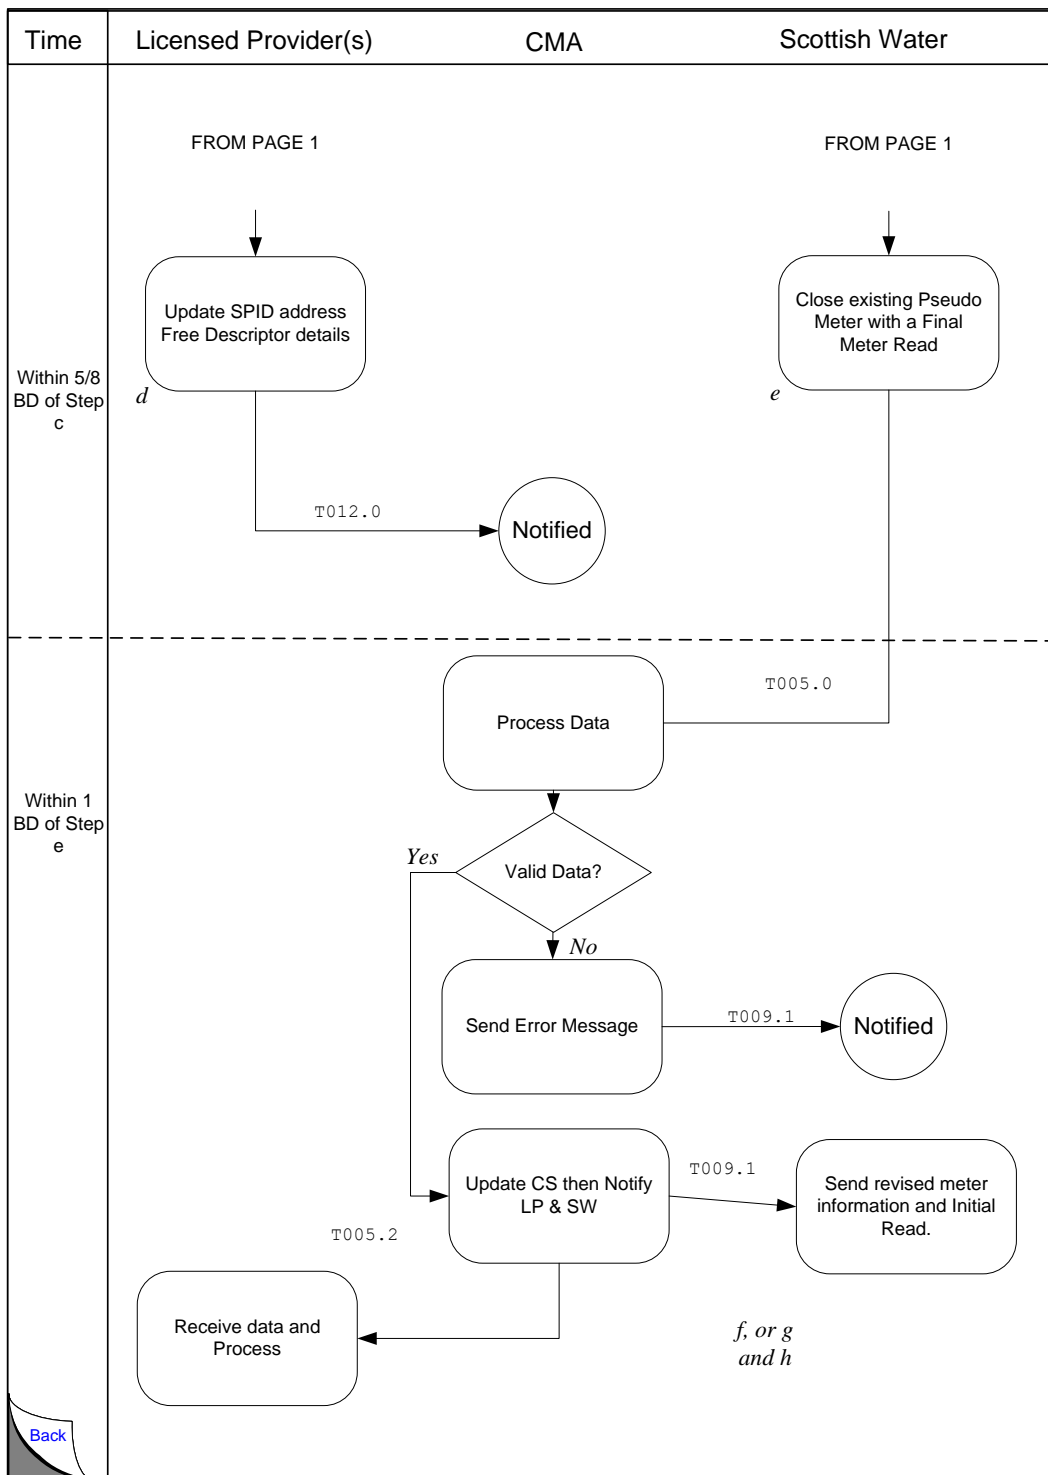 Time
Licensed Provider(s)
CMA
Scottish Water
FROM PAGE 1
FROM PAGE 1
Update SPID address
Free Descriptor details
Close existing Pseudo
Meter with a Final
Meter Read
Within 5/8
BD of Step
c
d
e
T012.0
Notified
T005.0
Process Data
Within 1
BD of Step
e
Yes
Valid Data?
No
Send Error Message
T009.1
Notified
Update CS then Notify
LP & SW
T009.1
Send revised meter
information and Initial
Read.
T005.2
Receive data and
Process
f, or g
and h
Back